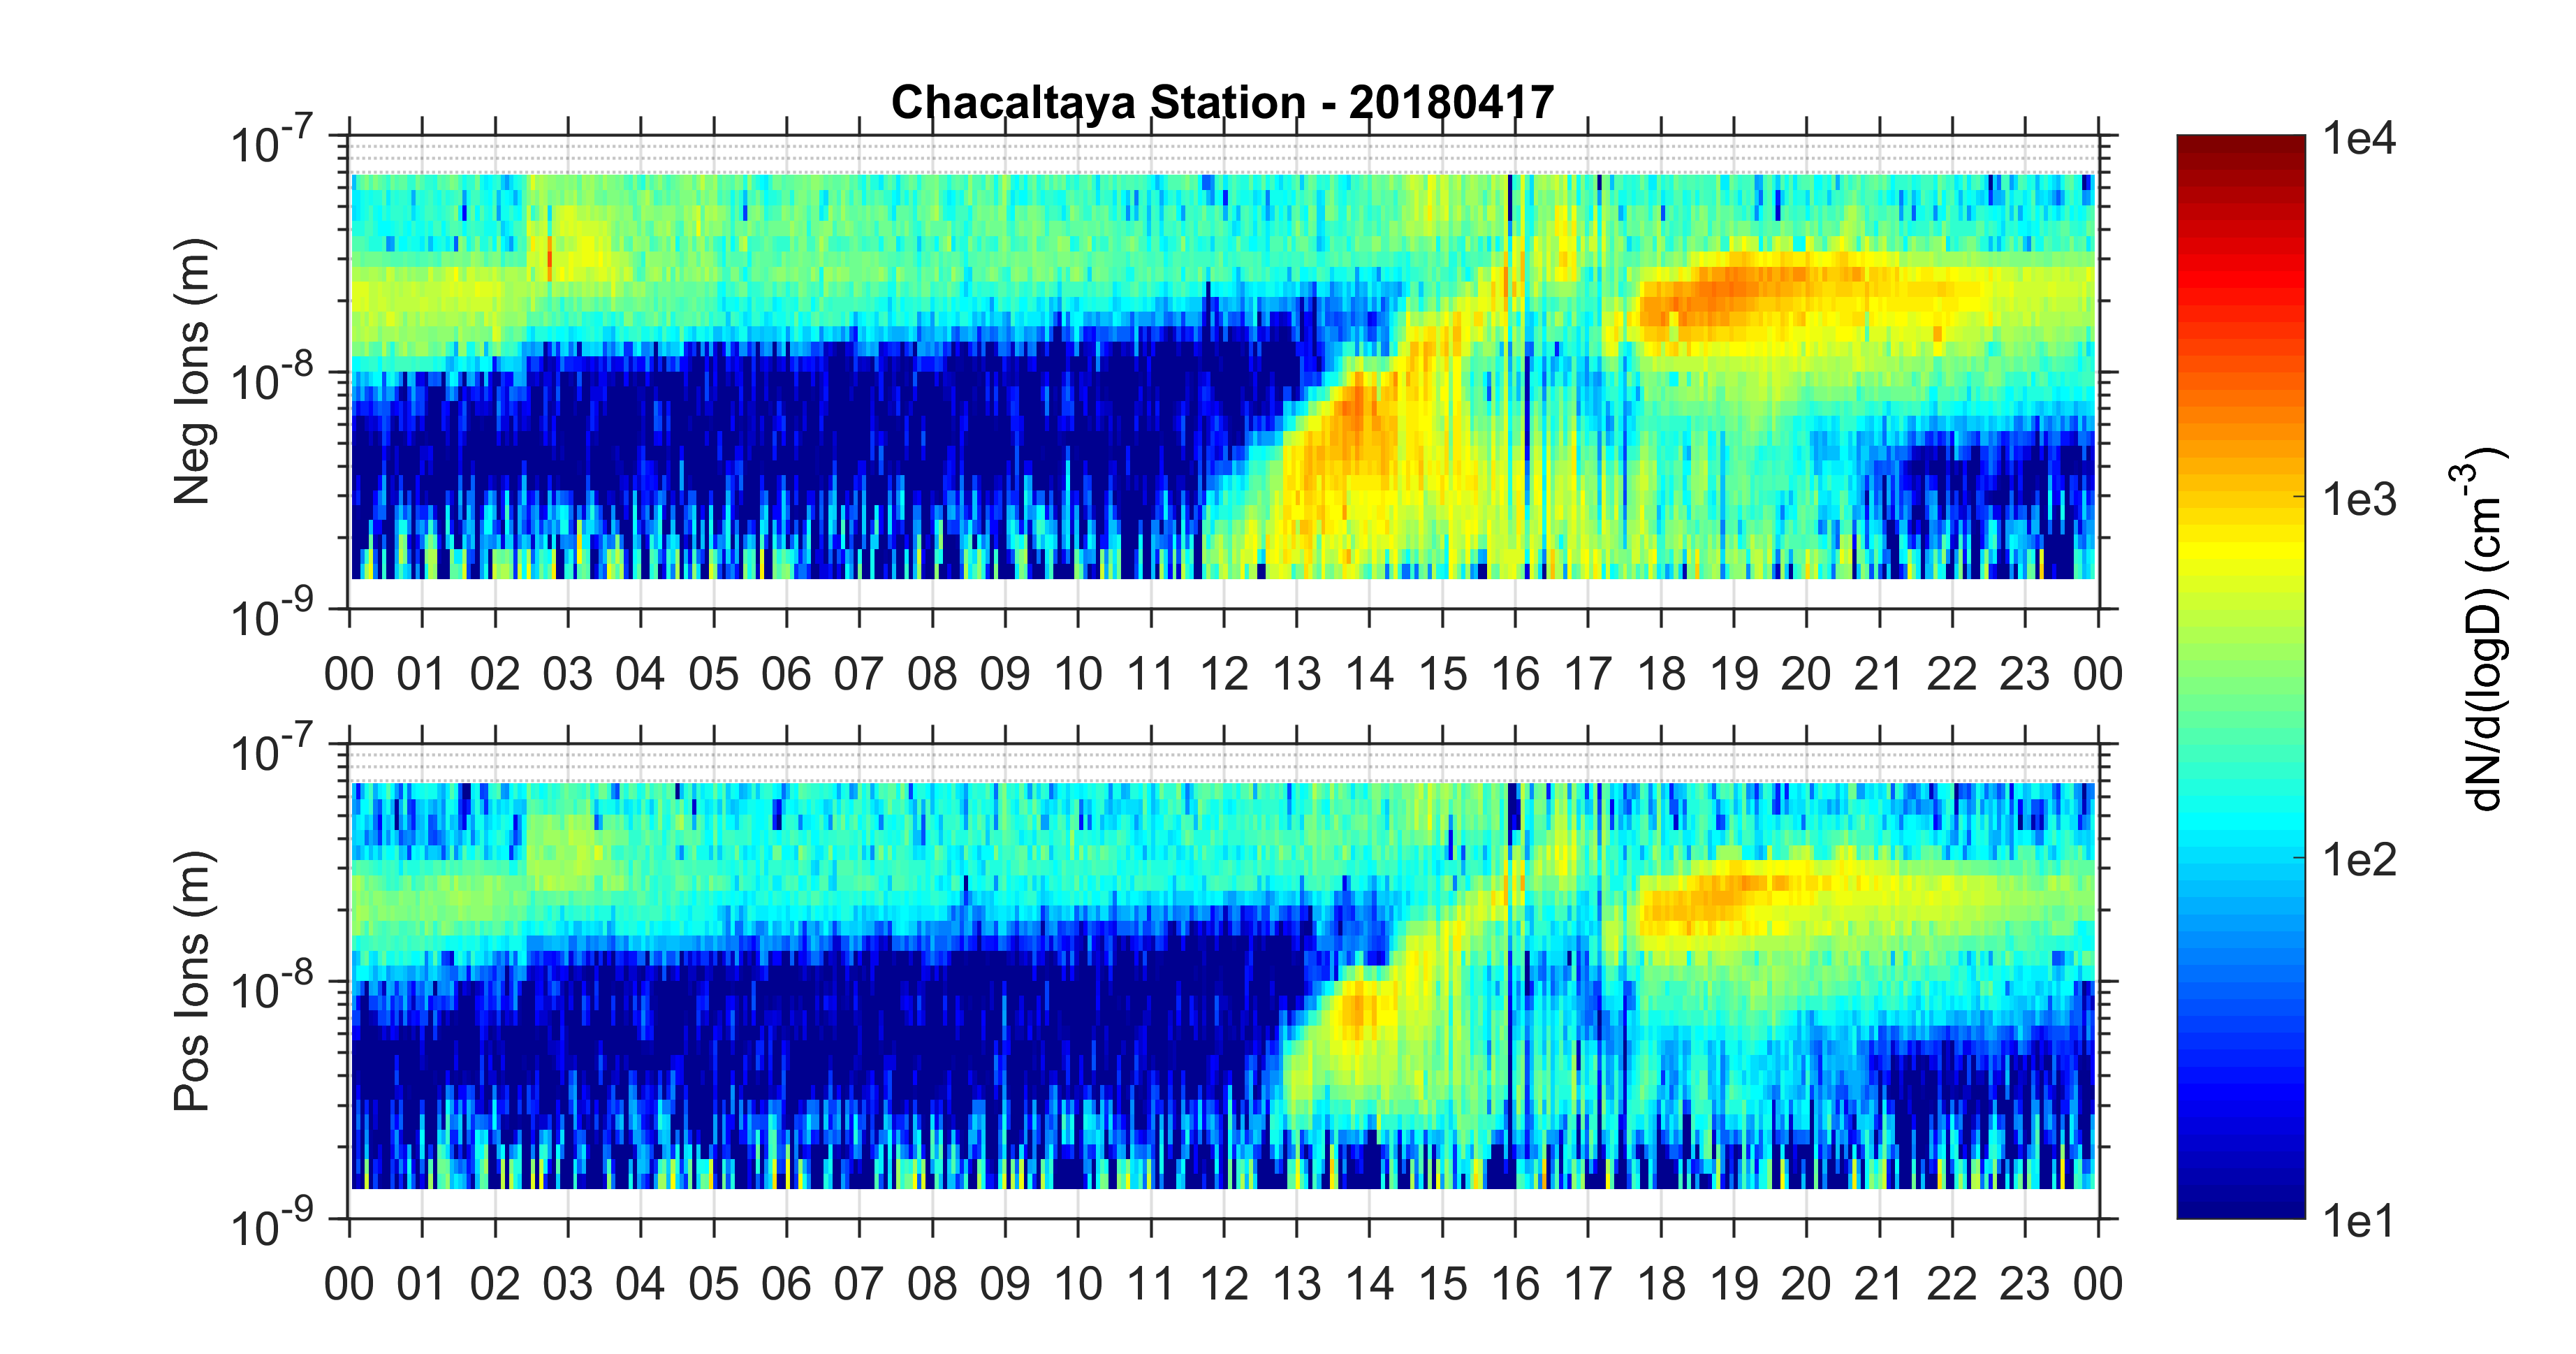 Chacaltaya Station - 20180417
10-7
10-8
10-9
Neg Ions (m)
00 01 02 03 04 05 06 07 08 09 10 11 12 13 14 15 16 17 18 19 20 21 22 23 00
10-7
10-8
10-9
Pos Ions (m)
00 01 02 03 04 05 06 07 08 09 10 11 12 13 14 15 16 17 18 19 20 21 22 23 00
1e4
1e3
1e2
1e1
dN/d(logD) (cm-3)